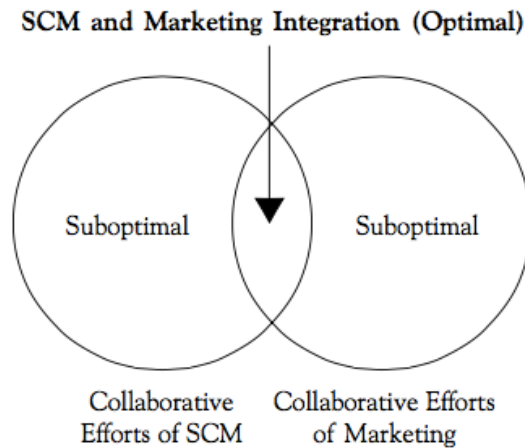 SCM and Marketing Integration (Optimal)
Suboptimal
Suboptimal
Collaborative
Efforts of SCM
Collaborative Efforts
of Marketing